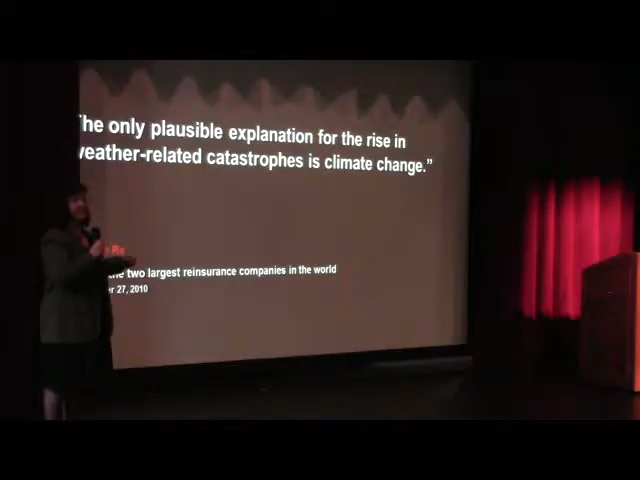 he only plausible explanation for the rise in
eather-related catastrophes is climate change.”
the two largest reinsurance companies in the world
er 27, 2010